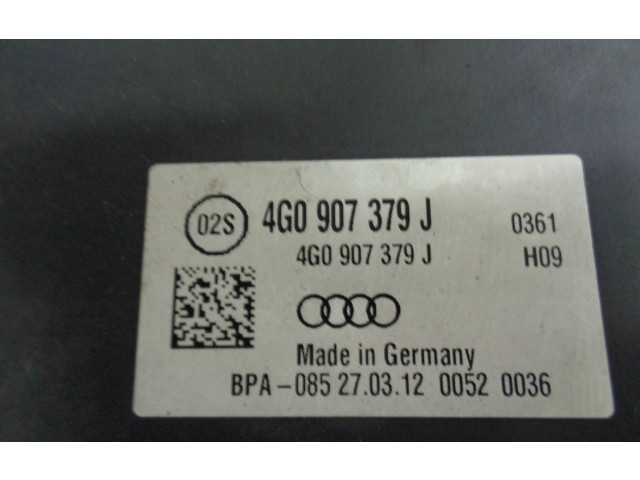 02S 4G0 907 379 J 0361
4G0 907 379 J H09
Made in Germany
BPA-085 27.03.12 0052 0036